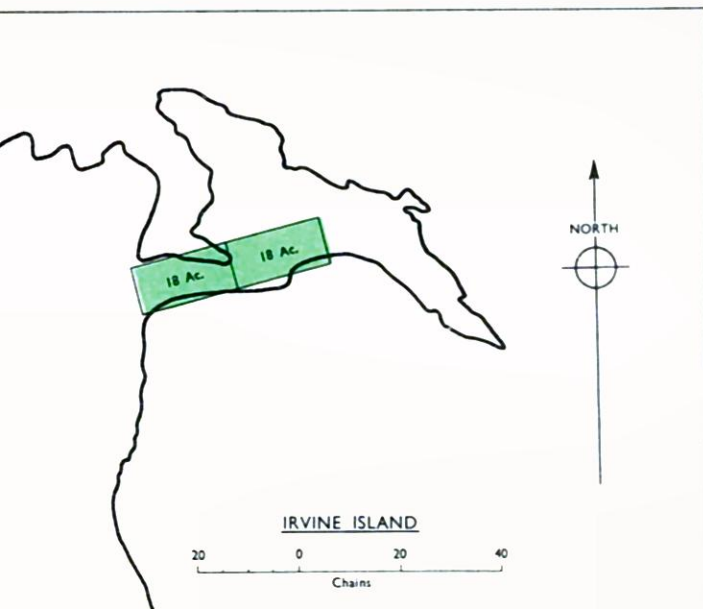 18 Ac.
18 Ac.
NORTH
IRVINE ISLAND
20 0 20 40
Chains